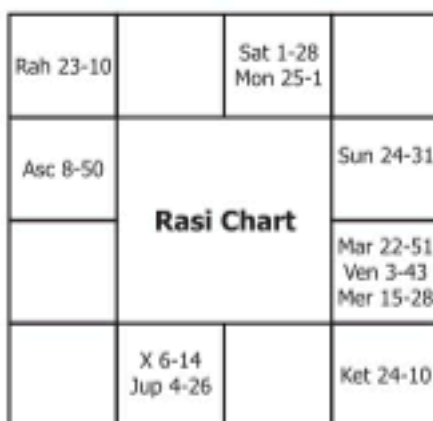 Rah 23-10
Sat 1-28
Mon 25-1
Asc 8-50
Sun 24-31
Rasi Chart
Mar 22-51
Ven 3-43
Mer 15-28
X 6-14
Jup 4-26
Ket 24-10